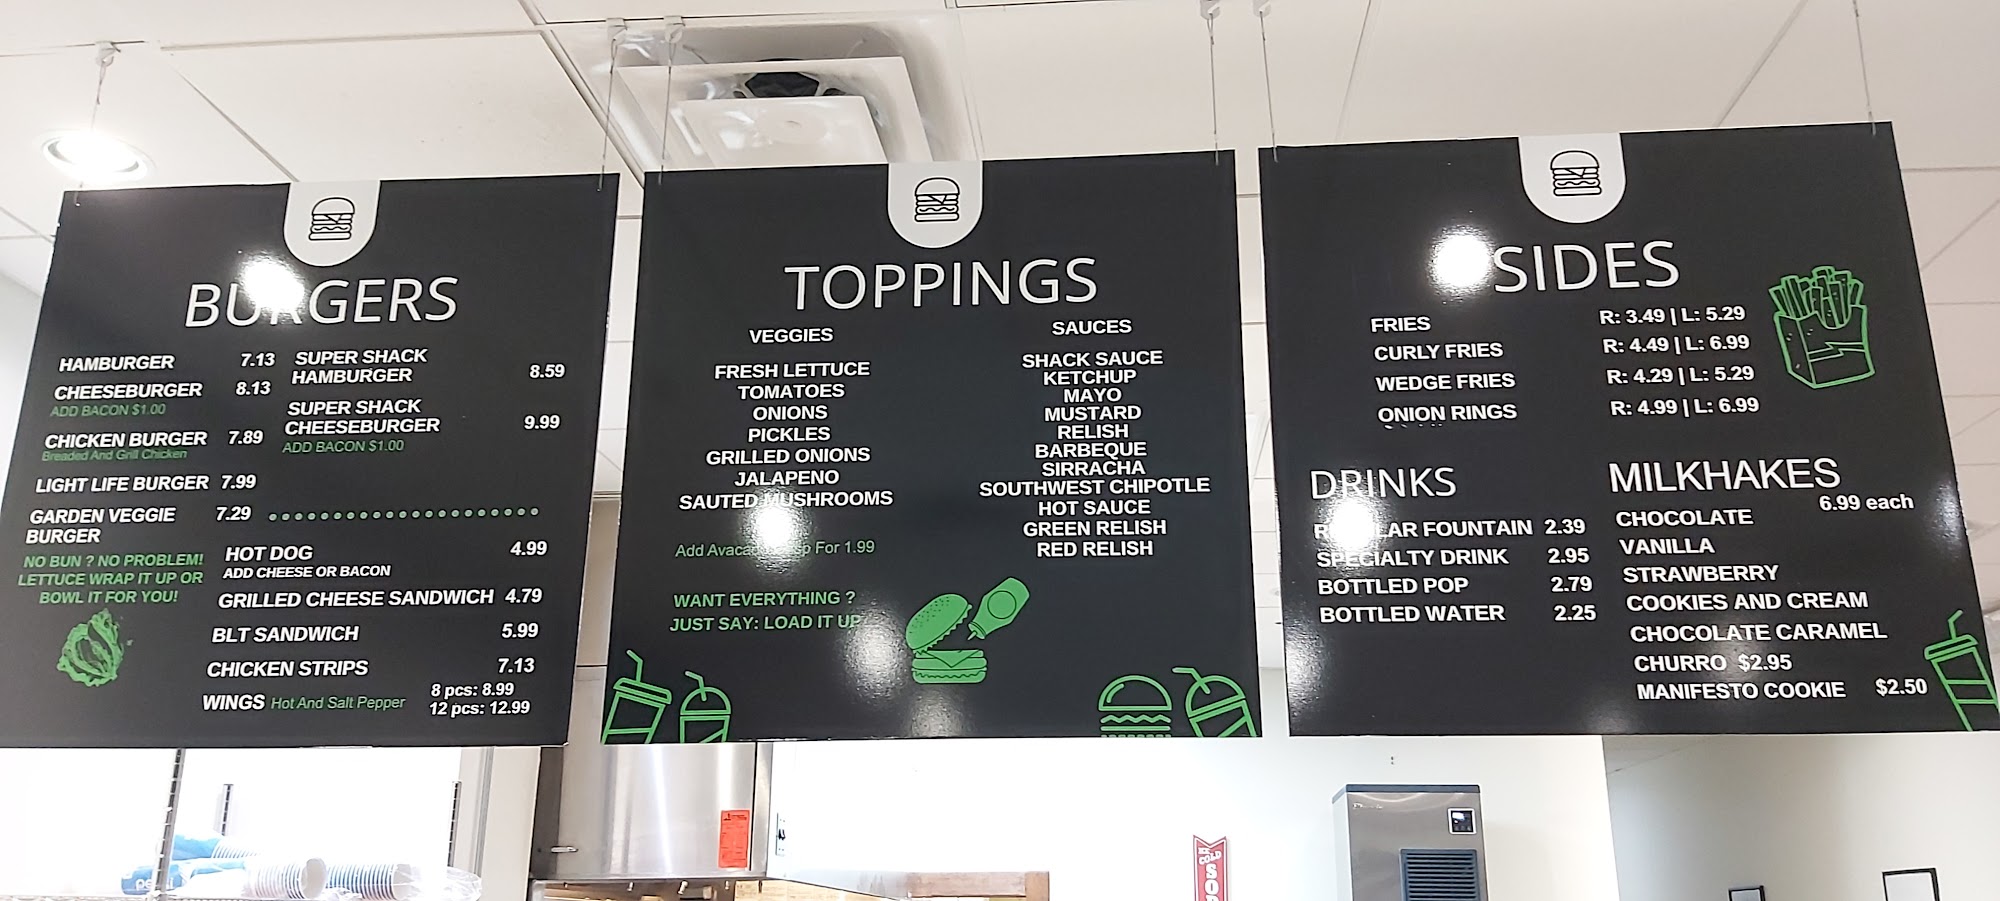 BURGERS
HAMBURGER 7.13
CHEESEBURGER 8.13
ADD BACON $1.00
CHICKEN BURGER 7.89
Breaded And Grill Chicken
LIGHT LIFE BURGER 7.99
GARDEN VEGGIE 7.29
BURGER
NO BUN ? NO PROBLEM!
LETTUCE WRAP IT UP OR
BOWL IT FOR YOU!
SUPER SHACK
HAMBURGER 8.59
SUPER SHACK
CHEESEBURGER 9.99
ADD BACON $1.00
HOT DOG 4.99
ADD CHEESE OR BACON
GRILLED CHEESE SANDWICH 4.79
BLT SANDWICH 5.99
CHICKEN STRIPS 7.13
WINGS Hot And Salt Pepper 8 pcs: 8.99
12 pcs: 12.99
TOPPINGS
VEGGIES
FRESH LETTUCE
TOMATOES
ONIONS
PICKLES
GRILLED ONIONS
JALAPENO
SAUTED MUSHROOMS
Add For 1.99
WANT EVERYTHING ?
JUST SAY: LOAD IT UP
SAUCES
SHACK SAUCE
KETCHUP
MAYO
MUSTARD
RELISH
BARBEQUE
SIRRACHA
SOUTHWEST CHIPOTLE
HOT SAUCE
GREEN RELISH
RED RELISH
SIDES
FRIES R: 3.49 | L: 5.29
CURLY FRIES R: 4.49 | L: 6.99
WEDGE FRIES R: 4.29 | L: 5.29
ONION RINGS R: 4.99 | L: 6.99
DRINKS
REGULAR FOUNTAIN 2.39
SPECIALTY DRINK 2.95
BOTTLED POP 2.79
BOTTLED WATER 2.25
MILKHAKES
6.99 each
CHOCOLATE
VANILLA
STRAWBERRY
COOKIES AND CREAM
CHOCOLATE CARAMEL
CHURRO $2.95
MANIFESTO COOKIE $2.50
COLD